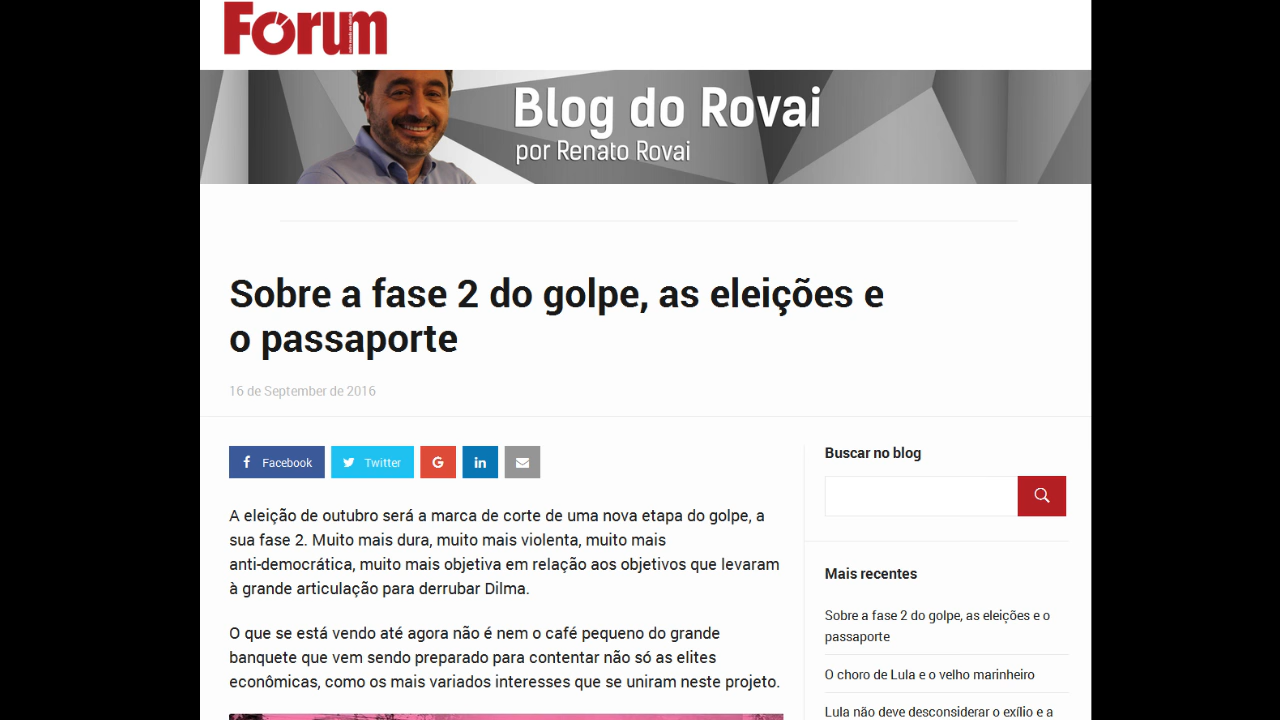 Fórum
Blog do Rovai
por Renato Rovai
Sobre a fase 2 do golpe, as eleições e
o passaporte
16 de September de 2016
Facebook
Twitter
G
in
Buscar no blog
A eleição de outubro será a marca de corte de uma nova etapa do golpe, a
sua fase 2. Muito mais dura, muito mais violenta, muito mais
anti-democrática, muito mais objetiva em relação aos objetivos que levaram
à grande articulação para derrubar Dilma.
O que se está vendo até agora não é nem o café pequeno do grande
banquete que vem sendo preparado para contentar não só as elites
econômicas, como os mais variados interesses que se uniram neste projeto.
Mais recentes
Sobre a fase 2 do golpe, as eleições e o
passaporte
O choro de Lula e o velho marinheiro
Lula não deve desconsiderar o exílio e a